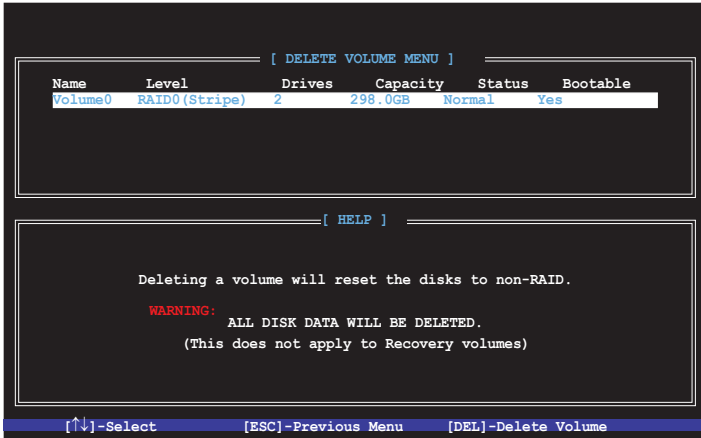 [ DELETE VOLUME MENU ]
Name Level Drives Capacity Status Bootable
Volume0 RAID0(Stripe) 2 298.0GB Normal Yes
[ HELP ]
Deleting a volume will reset the disks to non-RAID.
WARNING:
ALL DISK DATA WILL BE DELETED.
(This does not apply to Recovery volumes)
[↑↓]-Select [ESC]-Previous Menu [DEL]-Delete Volume